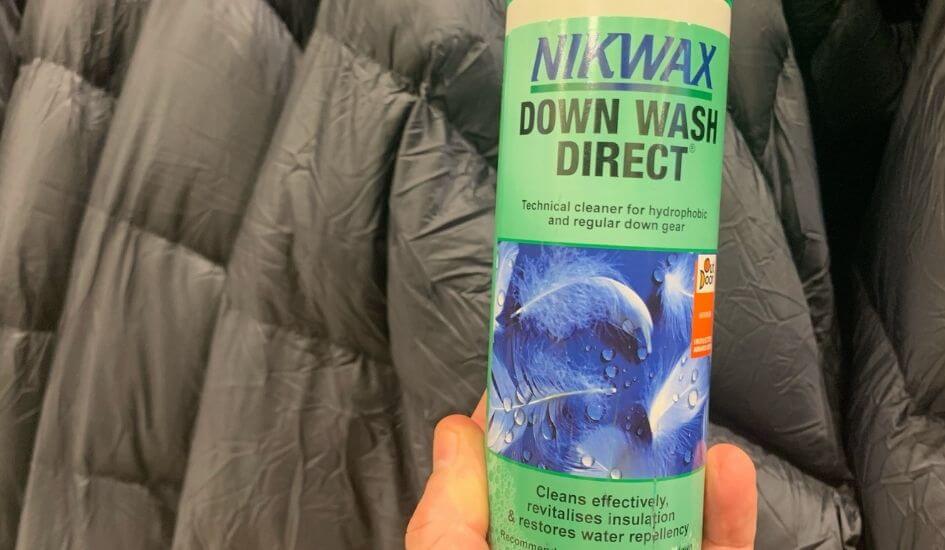 NIKWAX
DOWN WASH
DIRECT®
Technical cleaner for hydrophobic
and regular down gear
OutDoor
Cleans effectively,
revitalises insulation
& restores water repellency